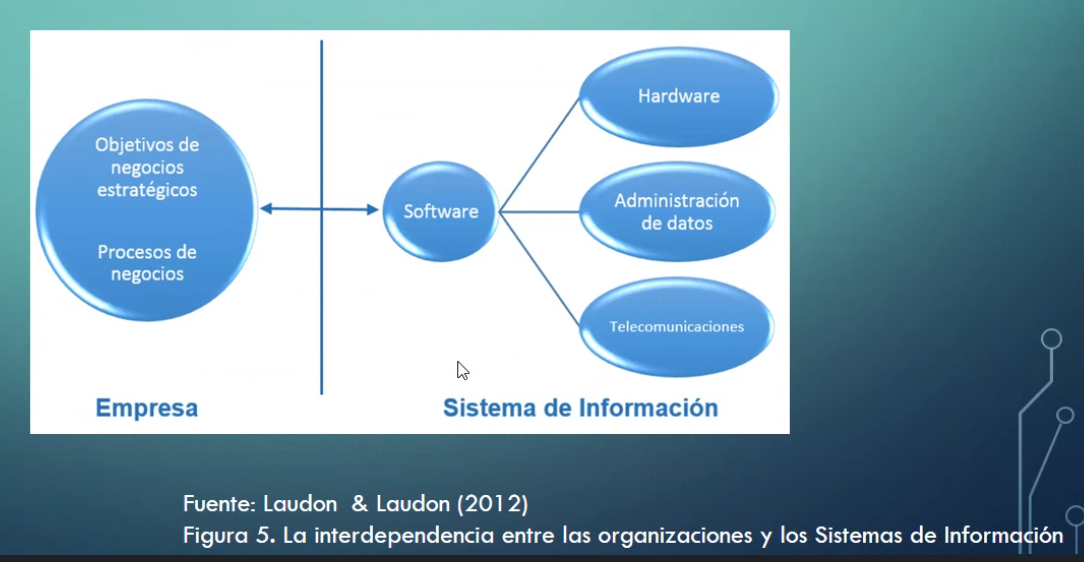 Objetivos de
negocios
estratégicos
Procesos de
negocios
Software
Hardware
Administración
de datos
Telecomunicaciones
Empresa
Sistema de Información
Fuente: Laudon & Laudon (2012)
Figura 5. La interdependencia entre las organizaciones y los Sistemas de Información